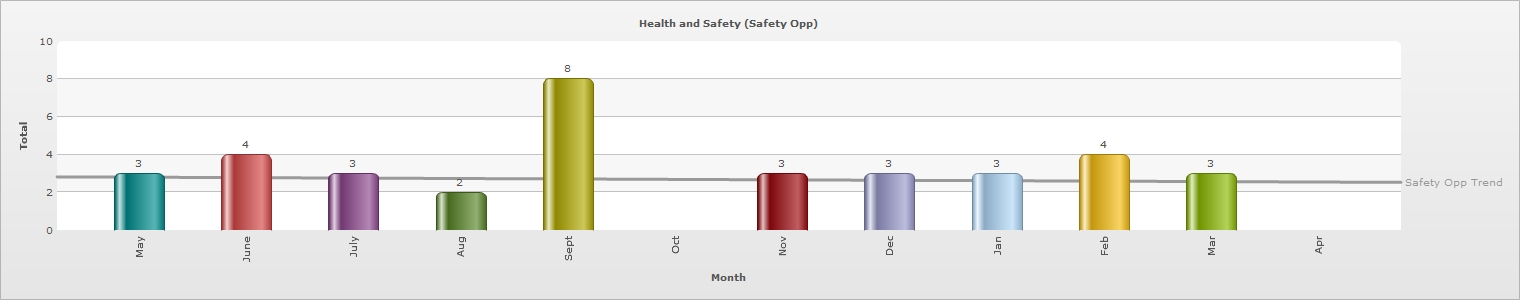 Health and Safety (Safety Opp)
10
8
6
4
2
0
Total
3
4
3
2
8
3
3
3
4
3
Safety Opp Trend
May
June
July
Aug
Sept
Oct
Nov
Dec
Jan
Feb
Mar
Apr
Month